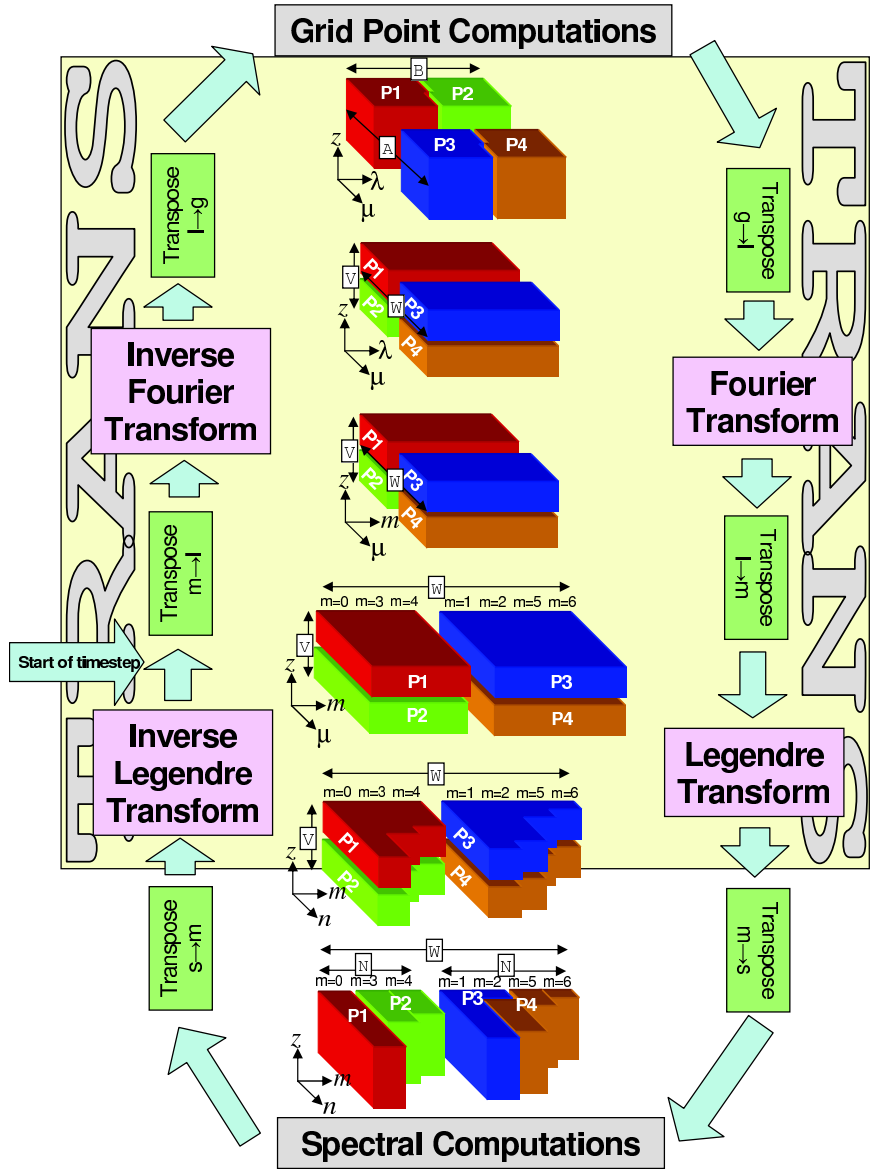 Grid Point Computations
TRANS
TRANS
Transpose
l→g
Inverse
Fourier
Transform
Transpose
m→l
Start of timestep
Inverse
Legendre
Transform
Transpose
s→m
B
P1 P2
A
P3 P4
z
λ
μ
V
P1
P2
W
P3
P4
z
λ
μ
V
P1
P2
W
P3
P4
z
m
μ
W
m=0 m=3 m=4 m=1 m=2 m=5 m=6
V
P1 P3
P2 P4
z
m
μ
W
m=0 m=3 m=4 m=1 m=2 m=5 m=6
V
P1 P3
P2 P4
z
m
n
W
N N
m=0 m=3 m=4 m=1 m=2 m=5 m=6
P1 P2 P3 P4
z
m
n
Transpose
g→l
Fourier
Transform
Transpose
l→m
Legendre
Transform
Transpose
m→s
Spectral Computations